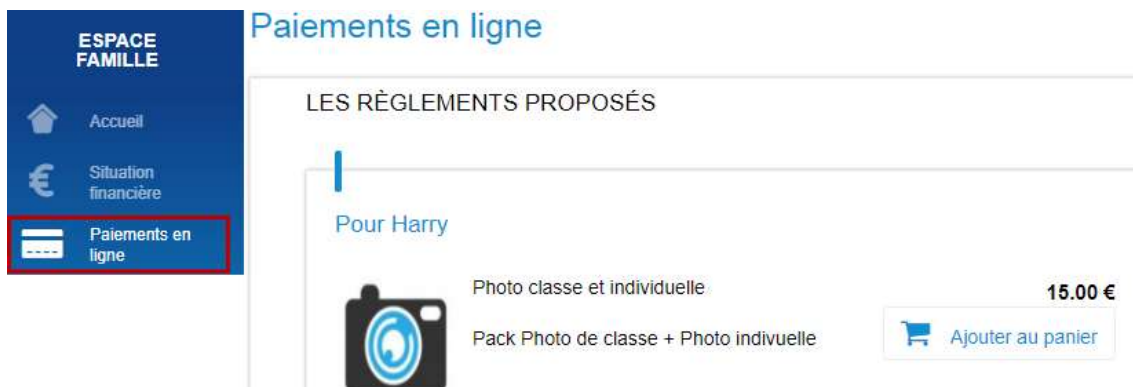 ESPACE
FAMILLE
Accueil
€
Situation
financière
Paiements en
ligne
Paiements en ligne
LES RÈGLEMENTS PROPOSÉS
Pour Harry
Photo classe et individuelle
15.00 €
Pack Photo de classe + Photo indivuelle
Ajouter au panier